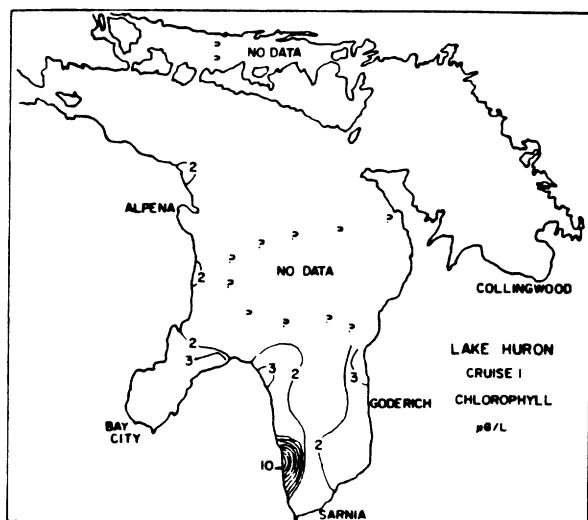 NO DATA
?
?
2
ALPENA
?
?
?
?
?
?
2
NO DATA
?
COLLINGWOOD
?
?
?
?
2
3
3
2
3
LAKE HURON
CRUISE I
CHLOROPHYLL
µG/L
GODERICH
BAY
CITY
2
10
SARNIA